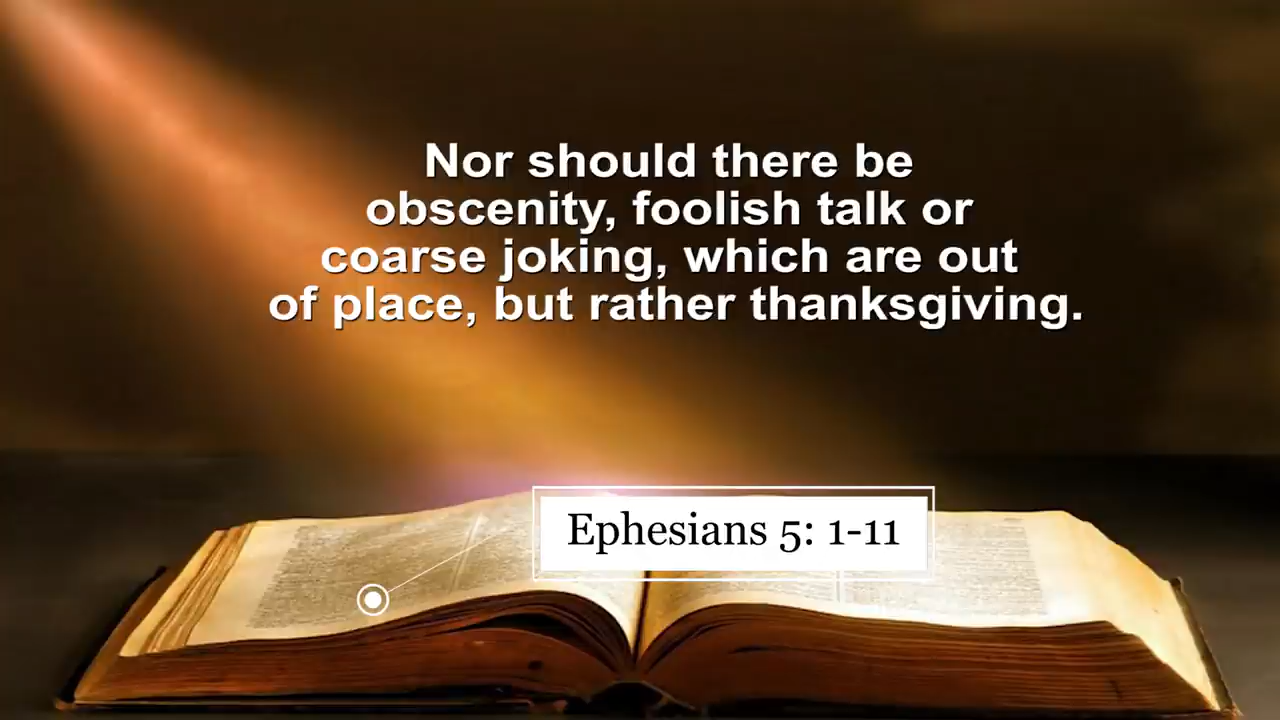 Nor should there be
obscenity, foolish talk or
coarse joking, which are out
of place, but rather thanksgiving.
Ephesians 5: 1-11